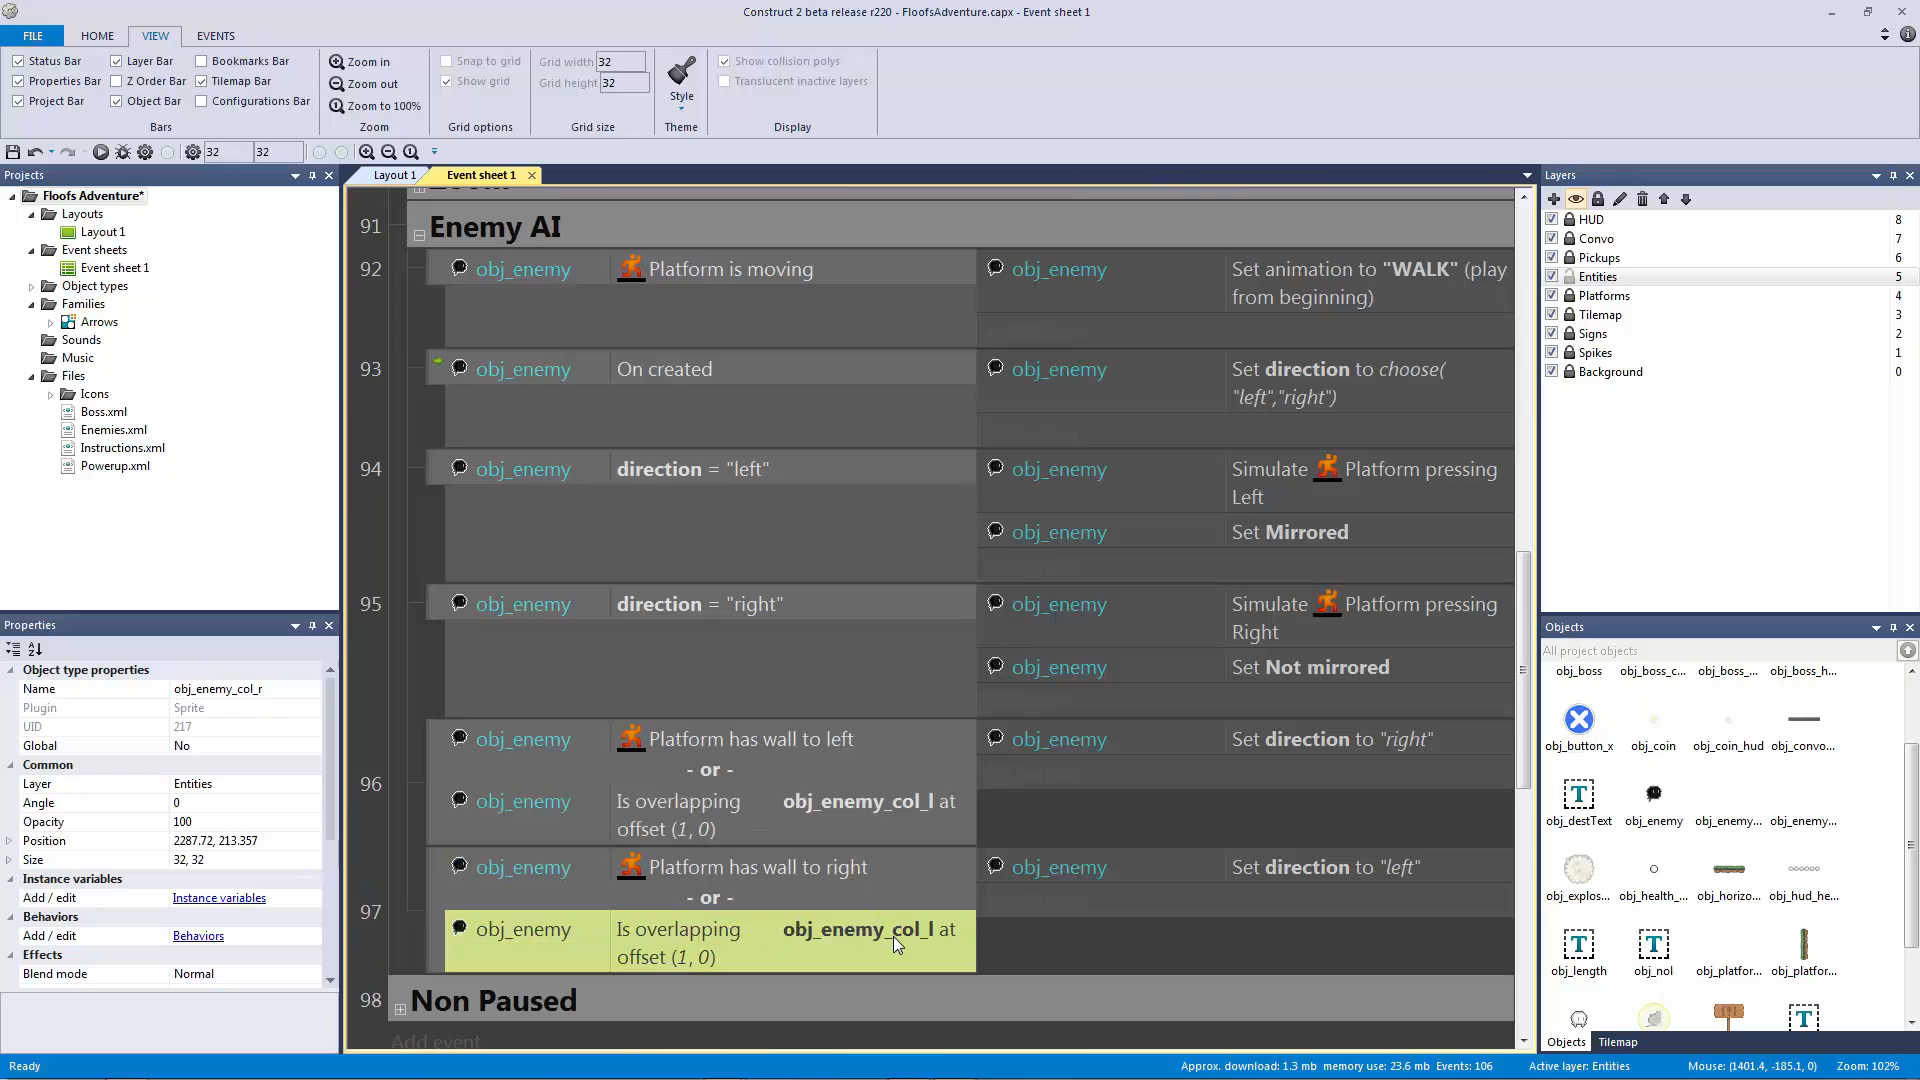 Construct 2 beta release r220 - FloofsAdventure.capx - Event sheet 1
FILE
HOME
VIEW
EVENTS
Status Bar
Layer Bar
Bookmarks Bar
Properties Bar
Z Order Bar
Tilemap Bar
Project Bar
Object Bar
Configurations Bar
Bars
Zoom in
Zoom out
Zoom to 100%
Zoom
Snap to grid
Show grid
Grid options
Grid width 32
Grid height 32
Grid size
Style
Theme
Show collision polys
Translucent inactive layers
Display
32 32
Projects
Floofs Adventure*
Layouts
Layout 1
Event sheets
Event sheet 1
Object types
Families
Arrows
Sounds
Music
Files
Icons
Boss.xml
Enemies.xml
Instructions.xml
Powerup.xml
Properties
Object type properties
Name obj_enemy_col_r
Plugin Sprite
UID 217
Global No
Common
Layer Entities
Angle 0
Opacity 100
Position 2287.72, 213.357
Size 32, 32
Instance variables
Add / edit Instance variables
Behaviors
Add / edit Behaviors
Effects
Blend mode Normal
Layout 1
Event sheet 1
91 Enemy AI
92 obj_enemy Platform is moving obj_enemy Set animation to "WALK" (play
from beginning)
93 obj_enemy On created obj_enemy Set direction to choose(
"left","right")
94 obj_enemy direction = "left" obj_enemy Simulate Platform pressing
Left
obj_enemy Set Mirrored
95 obj_enemy direction = "right" obj_enemy Simulate Platform pressing
Right
obj_enemy Set Not mirrored
obj_enemy Platform has wall to left obj_enemy Set direction to "right"
- or -
96
obj_enemy Is overlapping obj_enemy_col_l at
offset (1, 0)
obj_enemy Platform has wall to right obj_enemy Set direction to "left"
- or -
97
obj_enemy Is overlapping obj_enemy_col_l at
offset (1, 0)
98 Non Paused
Add event
Layers
HUD 8
Convo 7
Pickups 6
Entities 5
Platforms 4
Tilemap 3
Signs 2
Spikes 1
Background 0
Objects
All project objects
obj_boss obj_boss_c... obj_boss_... obj_boss_h...
obj_button_x obj_coin obj_coin_hud obj_convo...
T
obj_destText obj_enemy obj_enemy... obj_enemy...
obj_explos... obj_health_... obj_horizo... obj_hud_he...
T T
obj_length obj_nol obj_platfor... obj_platfor...
T
Objects Tilemap
Ready
Approx. download: 1.3 mb memory use: 23.6 mb Events: 106
Active layer: Entities
Mouse: (1401.4, -185.1, 0)
Zoom: 102%